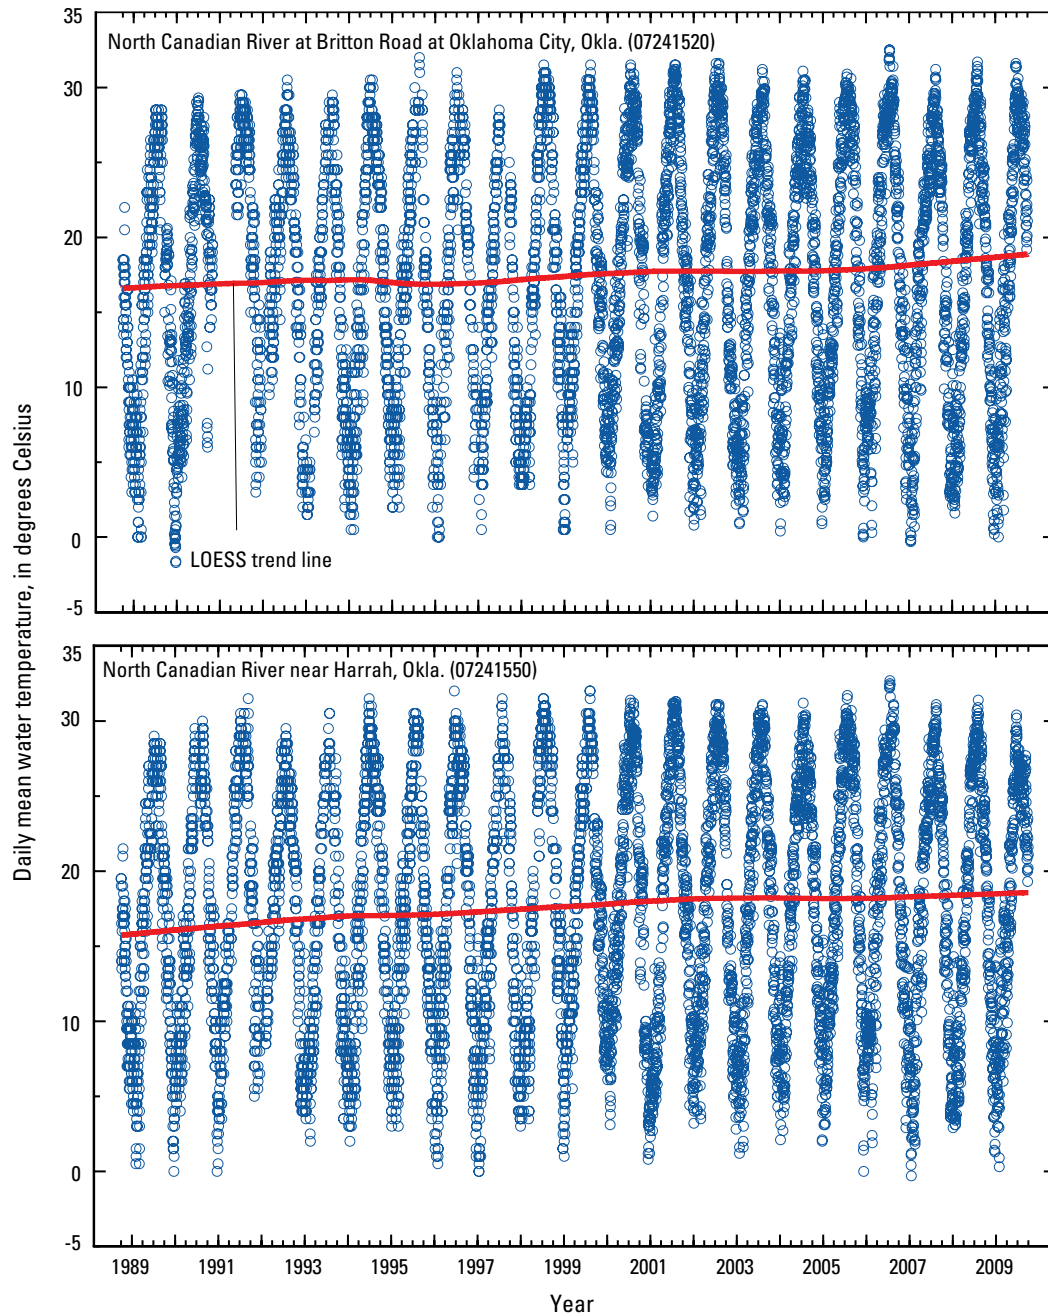 Daily mean water temperature, in degrees Celsius
35
North Canadian River at Britton Road at Oklahoma City, Okla. (07241520)
30
20
10
0
LOESS trend line
-5
35
North Canadian River near Harrah, Okla. (07241550)
30
20
10
0
-5
1989 1991 1993 1995 1997 1999 2001 2003 2005 2007 2009
Year